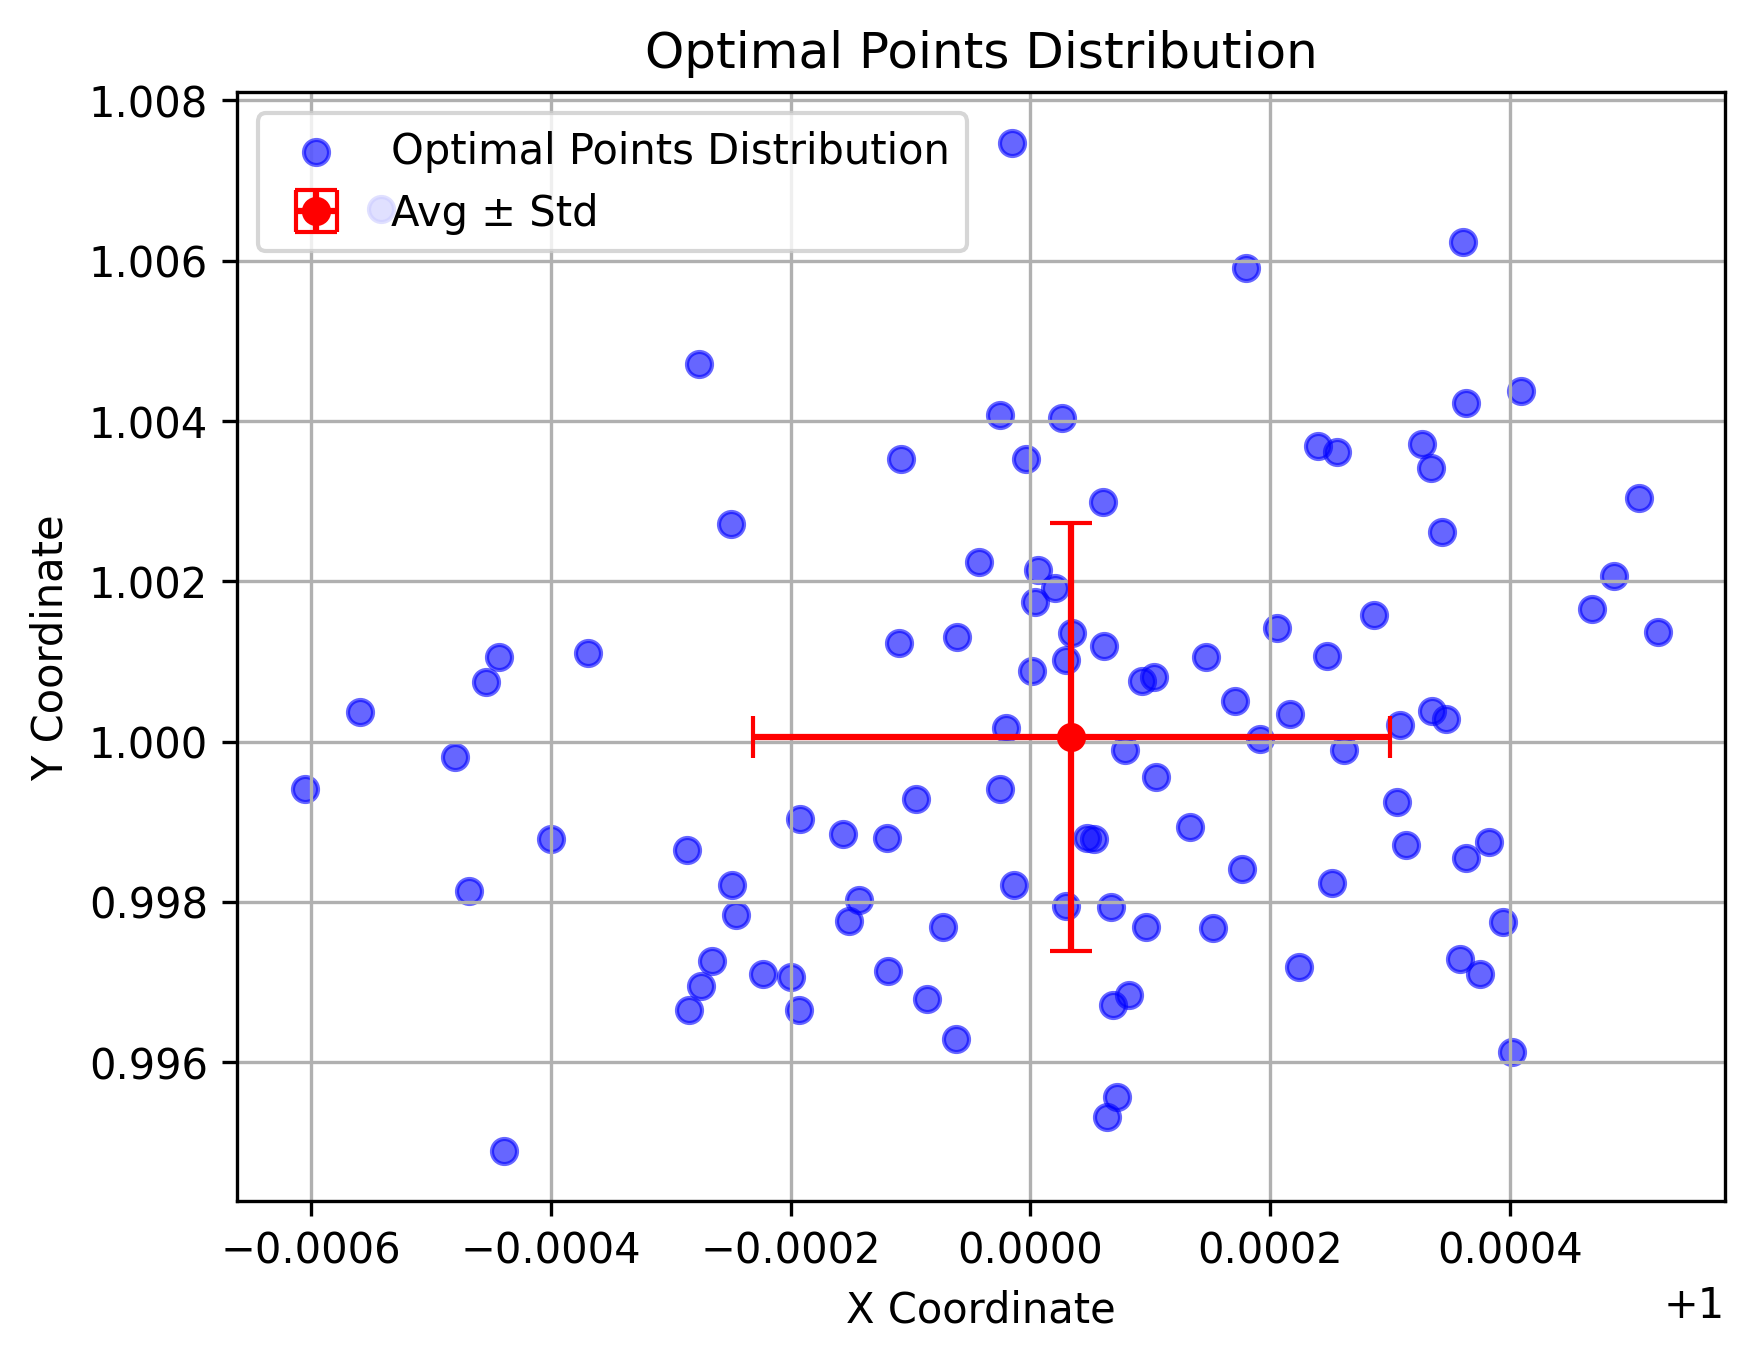 Optimal Points Distribution
1.008
1.006
1.004
1.002
1.000
0.998
0.996
Y Coordinate
Optimal Points Distribution
Avg ± Std
−0.0006 −0.0004 −0.0002 0.0000 0.0002 0.0004
X Coordinate
+1